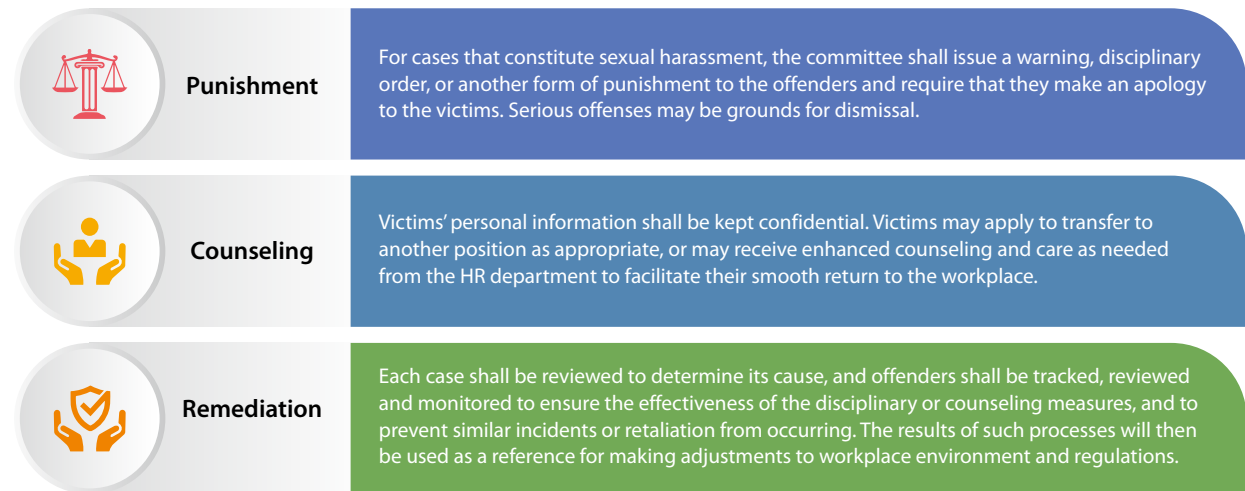 Punishment
For cases that constitute sexual harassment, the committee shall issue a warning, disciplinary
order, or another form of punishment to the offenders and require that they make an apology
to the victims. Serious offenses may be grounds for dismissal.
Counseling
Victims’ personal information shall be kept confidential. Victims may apply to transfer to
another position as appropriate, or may receive enhanced counseling and care as needed
from the HR department to facilitate their smooth return to the workplace.
Remediation
Each case shall be reviewed to determine its cause, and offenders shall be tracked, reviewed
and monitored to ensure the effectiveness of the disciplinary or counseling measures, and to
prevent similar incidents or retaliation from occurring. The results of such processes will then
be used as a reference for making adjustments to workplace environment and regulations.